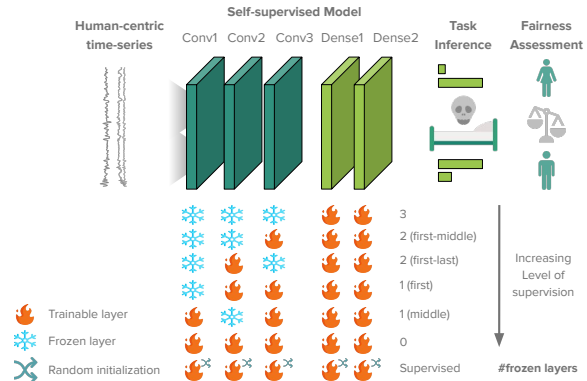 Self-supervised Model
Human-centric
time-series
Conv1 Conv2 Conv3 Dense1 Dense2
Task
Inference
Fairness
Assessment
3
2 (first-middle)
2 (first-last)
1 (first)
1 (middle)
0
Supervised
Increasing
Level of
supervision
#frozen layers
Trainable layer
Frozen layer
Random initialization